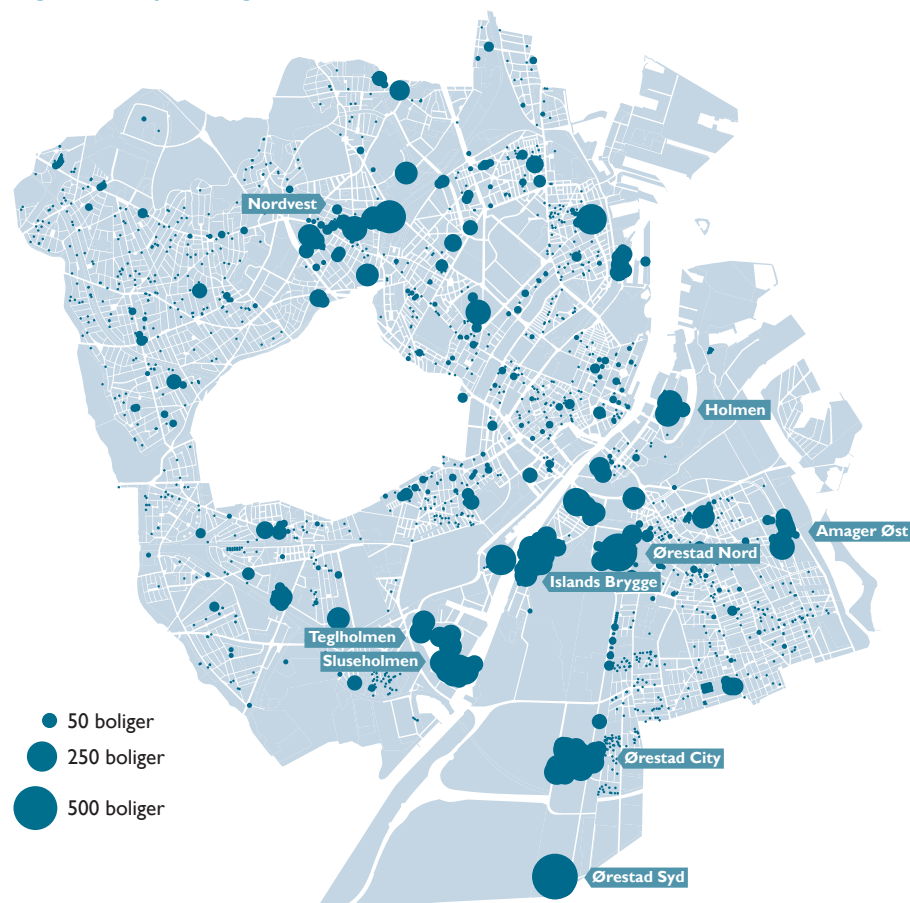 Nordvest
Holmen
Amager Øst
Ørestad Nord
Islands Brygge
Teglholmen
Sluseholmen
50 boliger
250 boliger
500 boliger
Ørestad City
Ørestad Syd